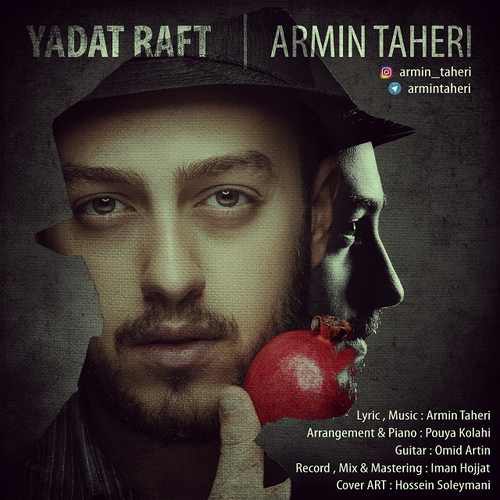 YADAT RAFT | ARMIN TAHERI
armin_taheri
armintaheri
Lyric , Music : Armin Taheri
Arrangement & Piano : Pouya Kolahi
Guitar : Omid Artin
Record , Mix & Mastering : Iman Hojjat
Cover ART : Hossein Soleymani